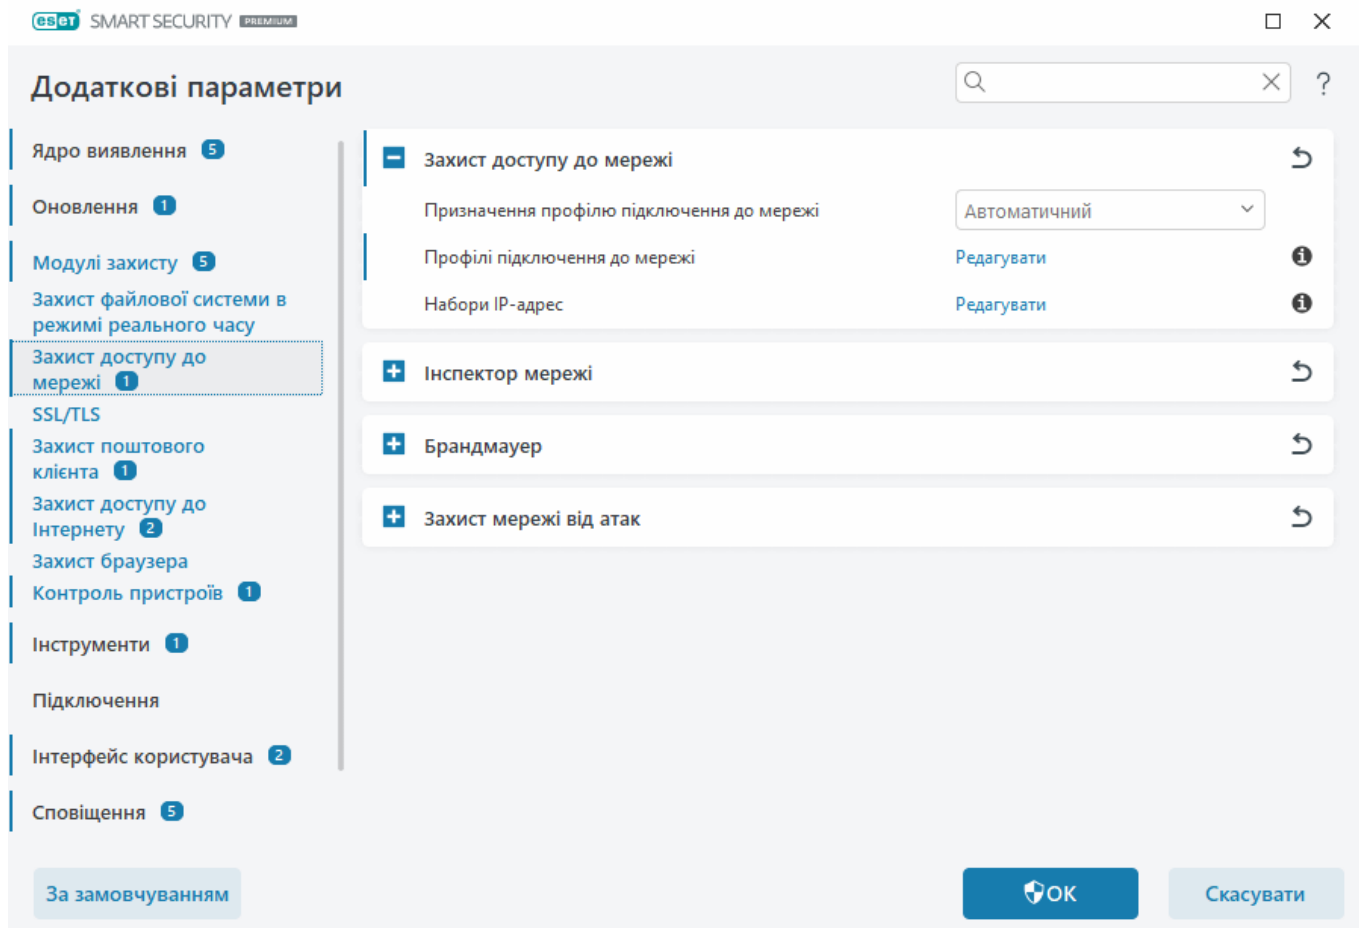 eset SMART SECURITY PREMIUM
Додаткові параметри
?
Ядро виявлення 5
Оновлення 1
Модулі захисту 5
Захист файлової системи в
режимі реального часу
Захист доступу до
мережі 1
SSL/TLS
Захист поштового
клієнта 1
Захист доступу до
Інтернету 2
Захист браузера
Контроль пристроїв 1
Інструменти 1
Підключення
Інтерфейс користувача 2
Сповіщення 5
Захист доступу до мережі
Призначення профілю підключення до мережі Автоматичний
Профілі підключення до мережі Редагувати
Набори IP-адрес Редагувати
Інспектор мережі
Брандмауер
Захист мережі від атак
За замовчуванням
OK
Скасувати